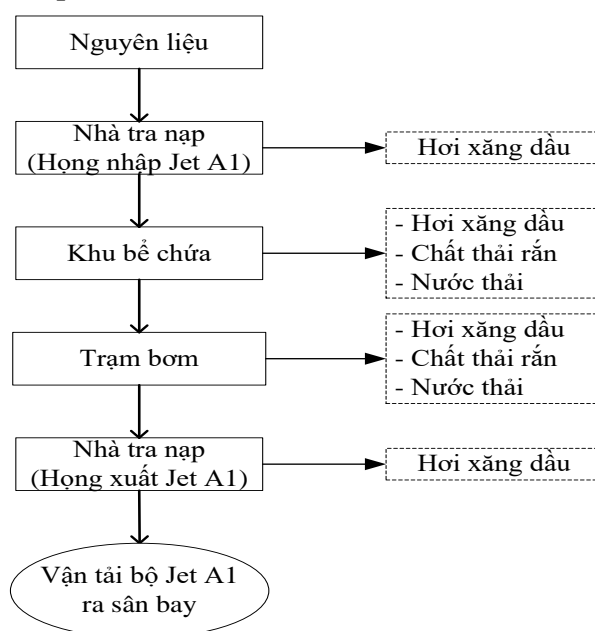 Nguyên liệu
Nhà tra nạp
(Họng nhập Jet A1)
Hơi xăng dầu
Khu bể chứa
- Hơi xăng dầu
- Chất thải rắn
- Nước thải
Trạm bơm
- Hơi xăng dầu
- Chất thải rắn
- Nước thải
Nhà tra nạp
(Họng xuất Jet A1)
Hơi xăng dầu
Vận tải bộ Jet A1
ra sân bay